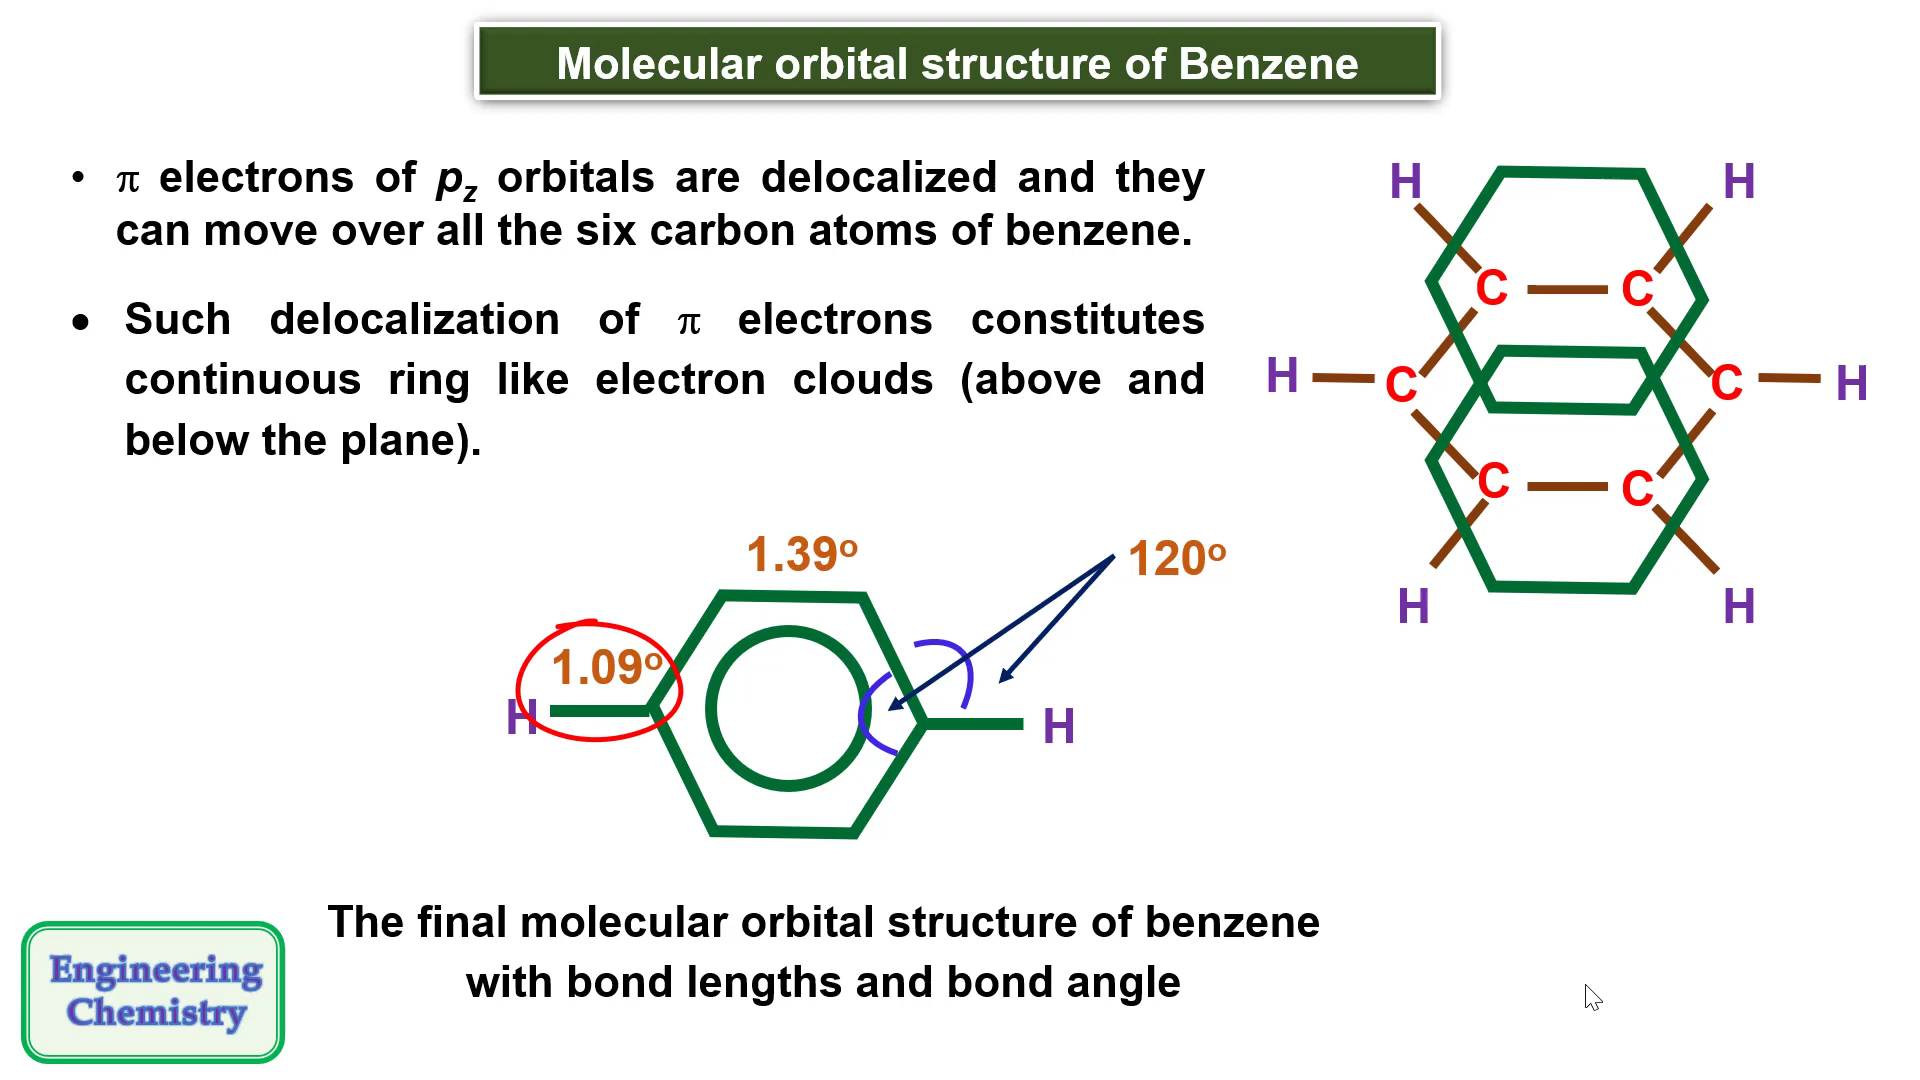 Molecular orbital structure of Benzene
• π electrons of pz orbitals are delocalized and they
can move over all the six carbon atoms of benzene.
• Such delocalization of π electrons constitutes
continuous ring like electron clouds (above and
below the plane).
H H
C C
H C C H
C C
H H
1.39º
120º
1.09º
H H
The final molecular orbital structure of benzene
with bond lengths and bond angle
Engineering
Chemistry